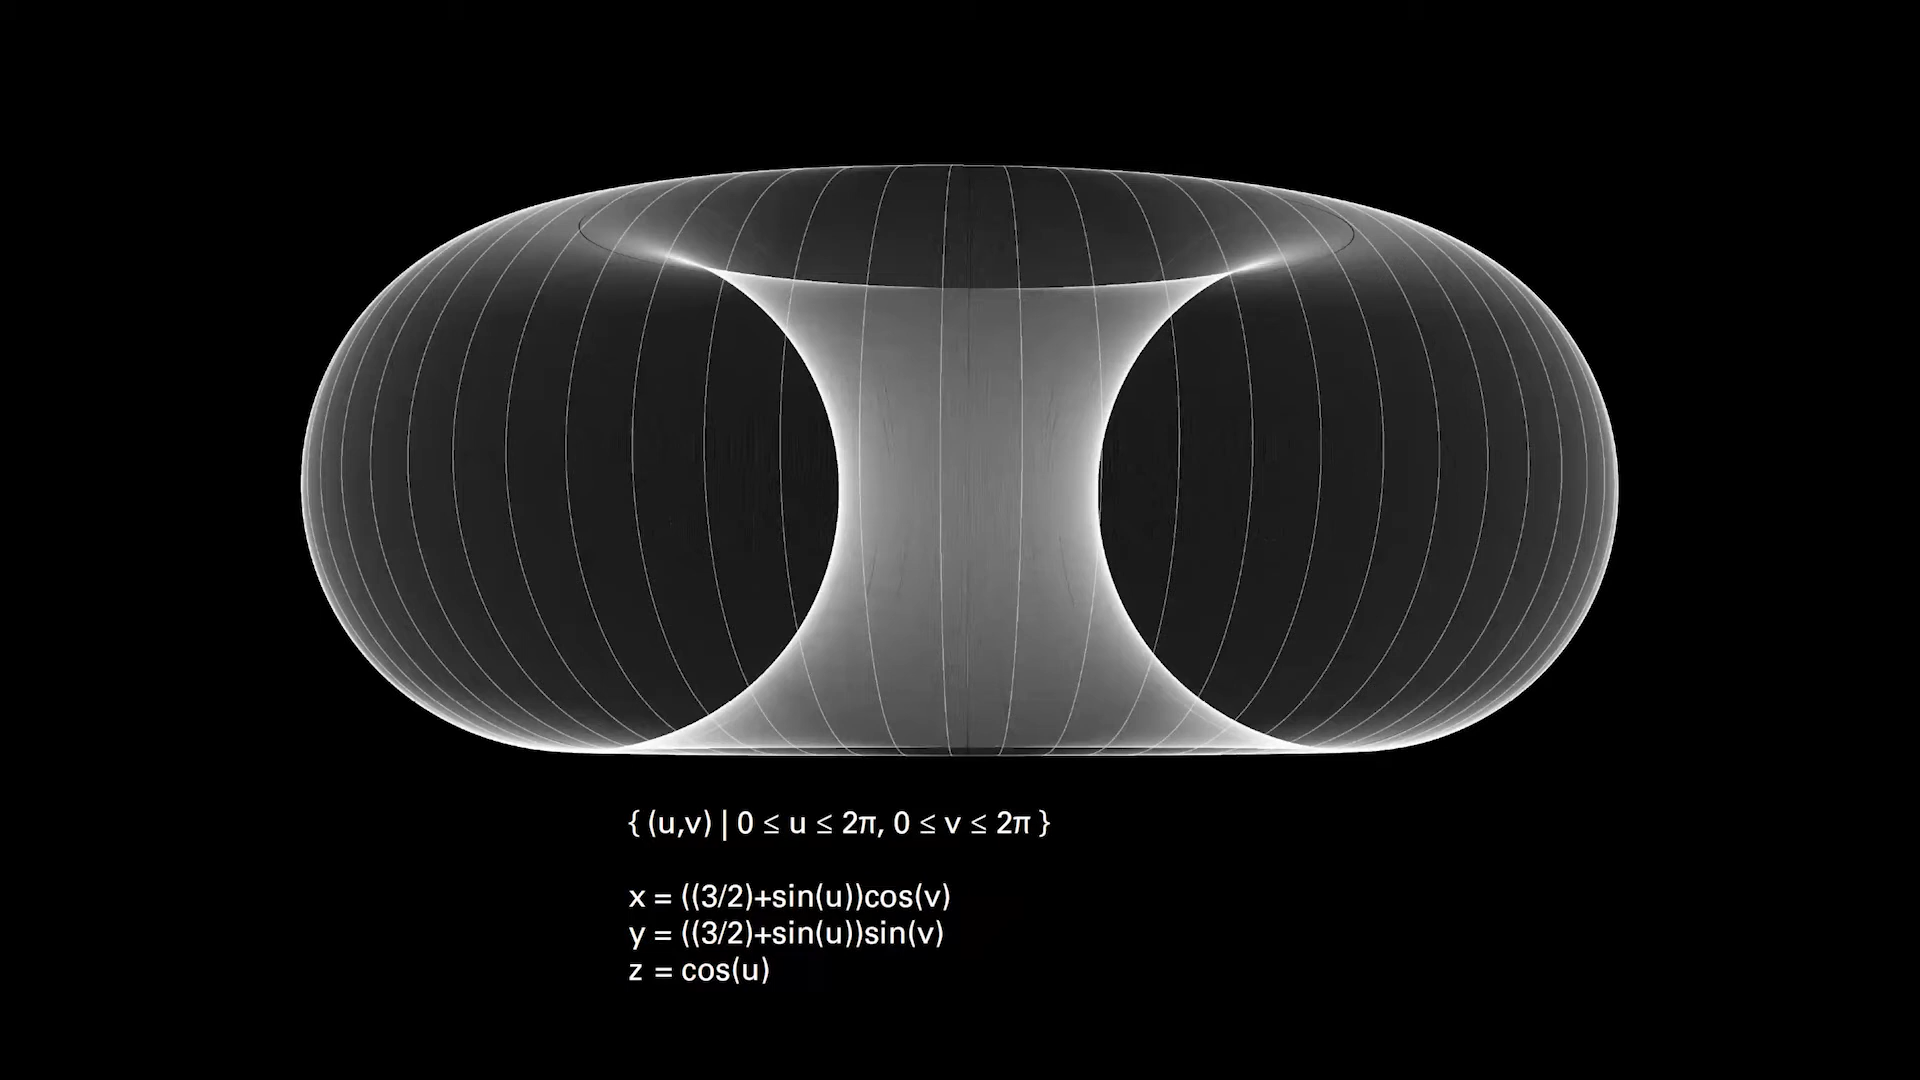 { (u,v) | 0 ≤ u ≤ 2π, 0 ≤ v ≤ 2π }
x = ((3/2)+sin(u))cos(v)
y = ((3/2)+sin(u))sin(v)
z = cos(u)